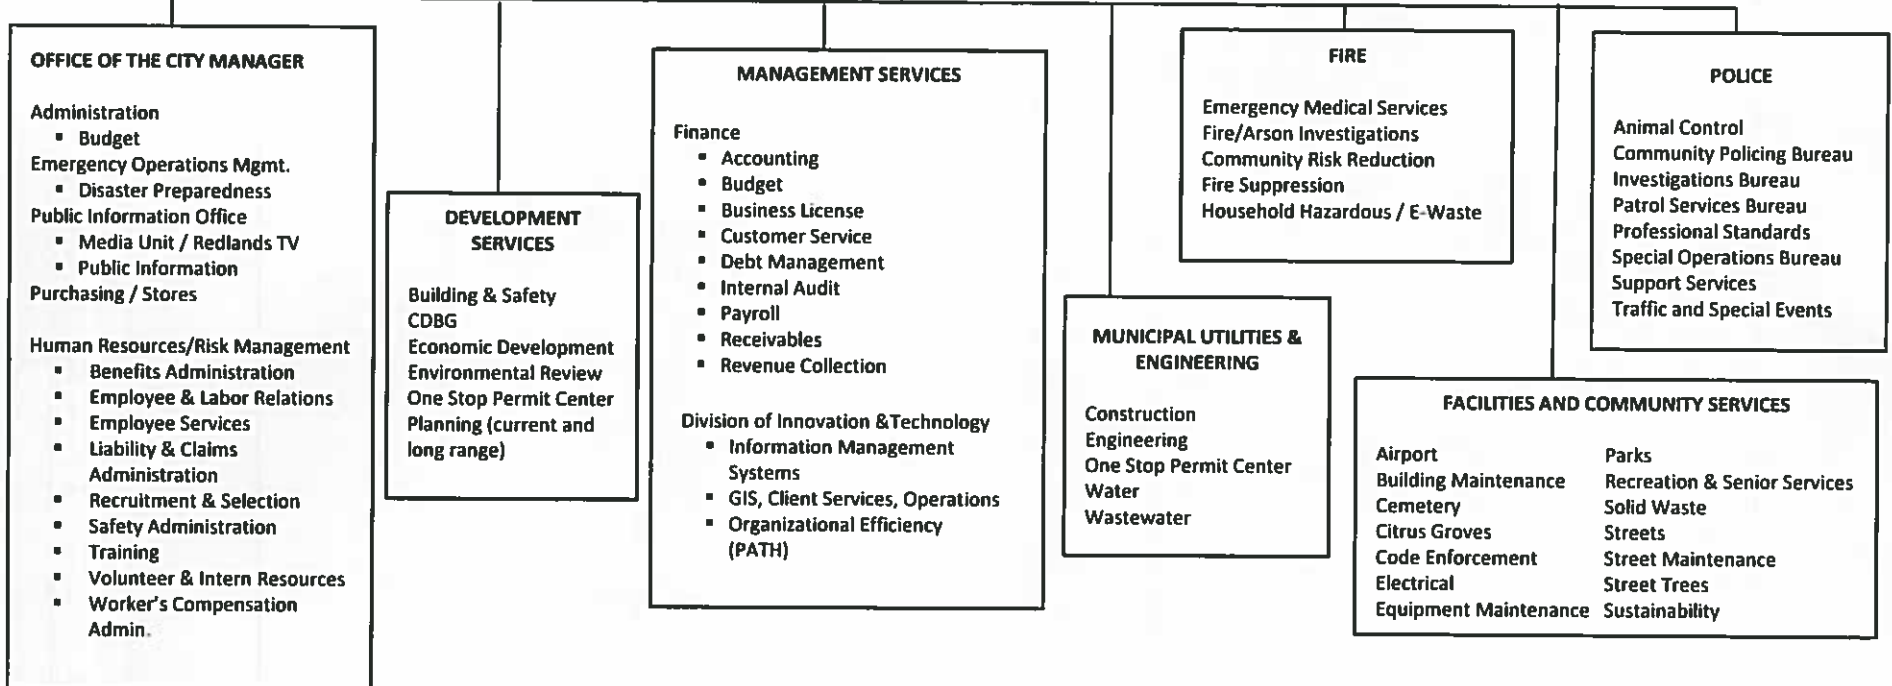 OFFICE OF THE CITY MANAGER
Administration
▪ Budget
Emergency Operations Mgmt.
▪ Disaster Preparedness
Public Information Office
▪ Media Unit / Redlands TV
▪ Public Information
Purchasing / Stores
Human Resources/Risk Management
▪ Benefits Administration
▪ Employee & Labor Relations
▪ Employee Services
▪ Liability & Claims
Administration
▪ Recruitment & Selection
▪ Safety Administration
▪ Training
▪ Volunteer & Intern Resources
▪ Worker's Compensation
Admin.
DEVELOPMENT
SERVICES
Building & Safety
CDBG
Economic Development
Environmental Review
One Stop Permit Center
Planning (current and
long range)
MANAGEMENT SERVICES
Finance
▪ Accounting
▪ Budget
▪ Business License
▪ Customer Service
▪ Debt Management
▪ Internal Audit
▪ Payroll
▪ Receivables
▪ Revenue Collection
Division of Innovation &Technology
▪ Information Management
Systems
▪ GIS, Client Services, Operations
▪ Organizational Efficiency
(PATH)
MUNICIPAL UTILITIES &
ENGINEERING
Construction
Engineering
One Stop Permit Center
Water
Wastewater
FIRE
Emergency Medical Services
Fire/Arson Investigations
Community Risk Reduction
Fire Suppression
Household Hazardous / E-Waste
POLICE
Animal Control
Community Policing Bureau
Investigations Bureau
Patrol Services Bureau
Professional Standards
Special Operations Bureau
Support Services
Traffic and Special Events
FACILITIES AND COMMUNITY SERVICES
Airport
Building Maintenance
Cemetery
Citrus Groves
Code Enforcement
Electrical
Equipment Maintenance
Parks
Recreation & Senior Services
Solid Waste
Streets
Street Maintenance
Street Trees
Sustainability